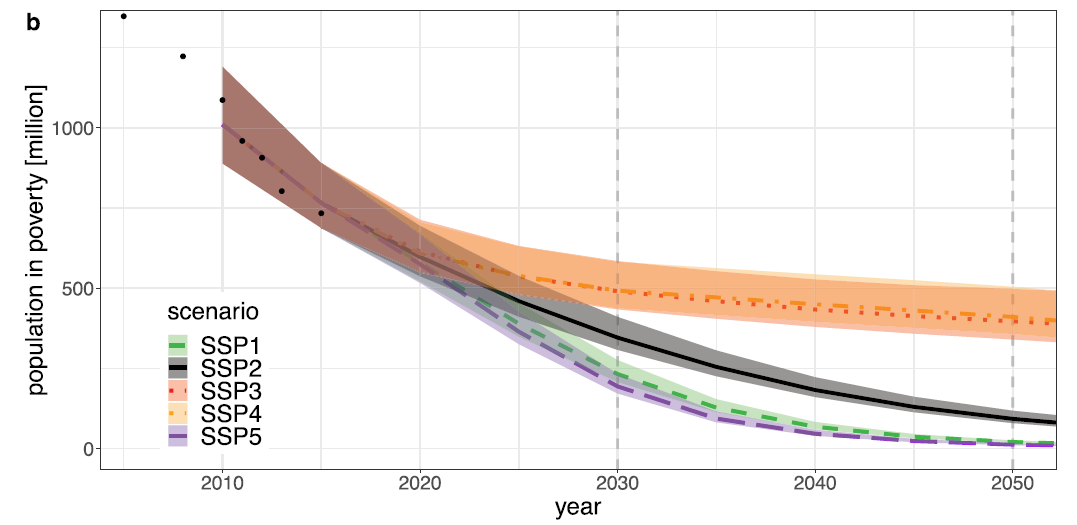 b
population in poverty [million]
1000
500
0
scenario
SSP1
SSP2
SSP3
SSP4
SSP5
2010 2020 2030 2040 2050
year